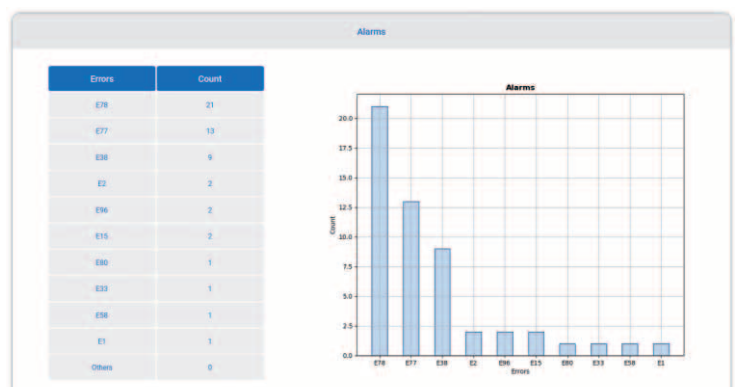 Alarms
Errors Count
E78 21
E77 13
E38 9
E2 2
E96 2
E15 2
E80 1
E33 1
E58 1
E1 1
Others 0
Alarms
20.0
17.5
15.0
12.5
10.0
7.5
5.0
2.5
0.0
Count
E78 E77 E38 E2 E96 E15 E80 E33 E58 E1
Errors